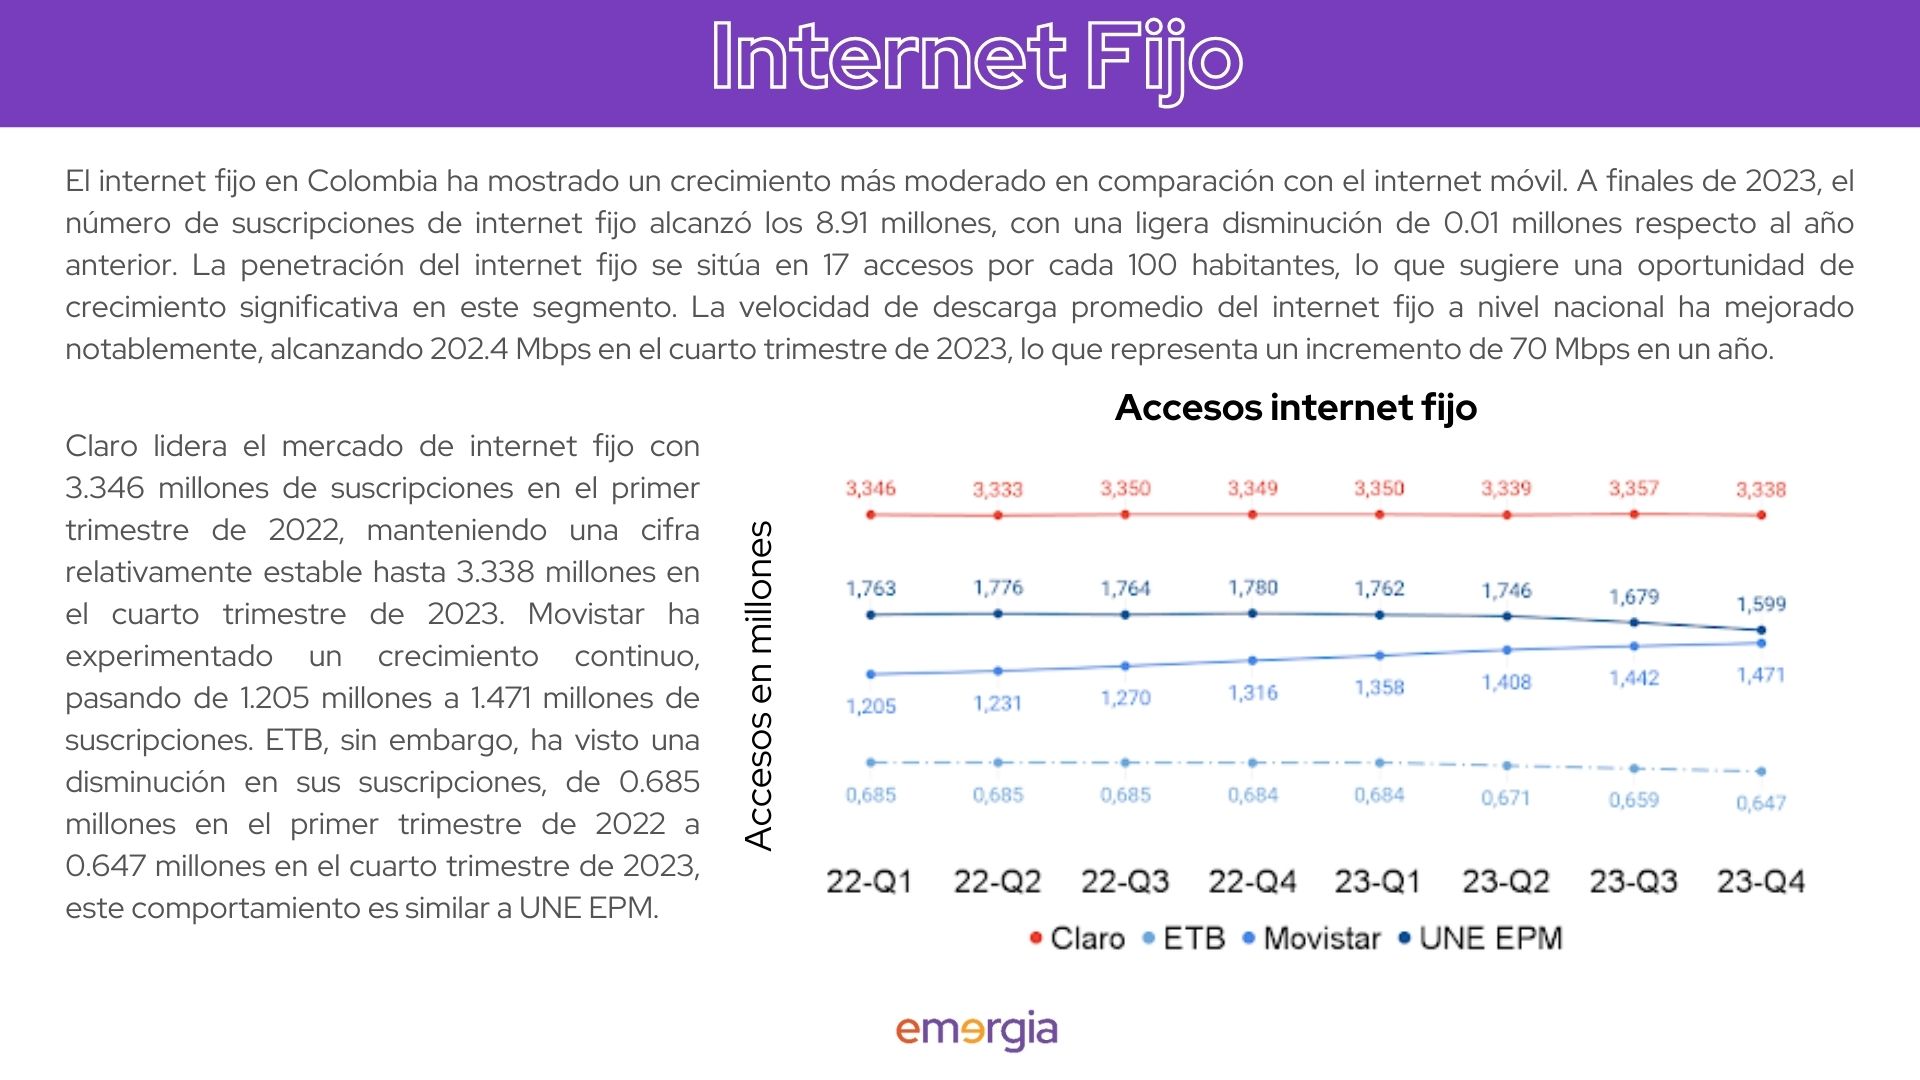 Internet Fijo
El internet fijo en Colombia ha mostrado un crecimiento más moderado en comparación con el internet móvil. A finales de 2023, el
número de suscripciones de internet fijo alcanzó los 8.91 millones, con una ligera disminución de 0.01 millones respecto al año
anterior. La penetración del internet fijo se sitúa en 17 accesos por cada 100 habitantes, lo que sugiere una oportunidad de
crecimiento significativa en este segmento. La velocidad de descarga promedio del internet fijo a nivel nacional ha mejorado
notablemente, alcanzando 202.4 Mbps en el cuarto trimestre de 2023, lo que representa un incremento de 70 Mbps en un año.
Claro lidera el mercado de internet fijo con
3.346 millones de suscripciones en el primer
trimestre de 2022, manteniendo una cifra
relativamente estable hasta 3.338 millones en
el cuarto trimestre de 2023. Movistar ha
experimentado un crecimiento continuo,
pasando de 1.205 millones a 1.471 millones de
suscripciones. ETB, sin embargo, ha visto una
disminución en sus suscripciones, de 0.685
millones en el primer trimestre de 2022 a
0.647 millones en el cuarto trimestre de 2023,
este comportamiento es similar a UNE EPM.
Accesos internet fijo
Accesos en millones
3,346 3,333 3,350 3,349 3,350 3,339 3,357 3,338
1,763 1,776 1,764 1,780 1,762 1,746 1,679 1,599
1,205 1,231 1,270 1,316 1,358 1,408 1,442 1,471
0,685 0,685 0,685 0,684 0,684 0,671 0,659 0,647
22-Q1 22-Q2 22-Q3 22-Q4 23-Q1 23-Q2 23-Q3 23-Q4
Claro ETB Movistar UNE EPM
emergia